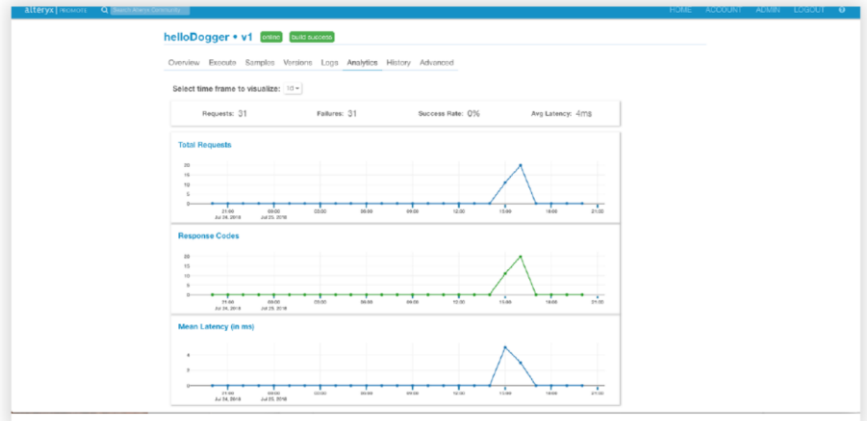 alteryx | PROMOTE Search Alteryx Community HOME ACCOUNT ADMIN LOGOUT
helloDogger • v1 online build success
Overview Execute Samples Versions Logs Analytics History Advanced
Select time frame to visualize:
Requests: 31 Failures: 31 Success Rate: 0% Avg Latency: 4ms
Total Requests
20
15
10
5
0
21:00 00:00 03:00 06:00 09:00 12:00 15:00 18:00 21:00
Jul 24, 2018 Jul 25, 2018
Response Codes
20
15
10
5
0
21:00 00:00 03:00 06:00 09:00 12:00 15:00 18:00 21:00
Jul 24, 2018 Jul 25, 2018
Mean Latency (in ms)
4
2
0
21:00 00:00 03:00 06:00 09:00 12:00 15:00 18:00 21:00
Jul 24, 2018 Jul 25, 2018